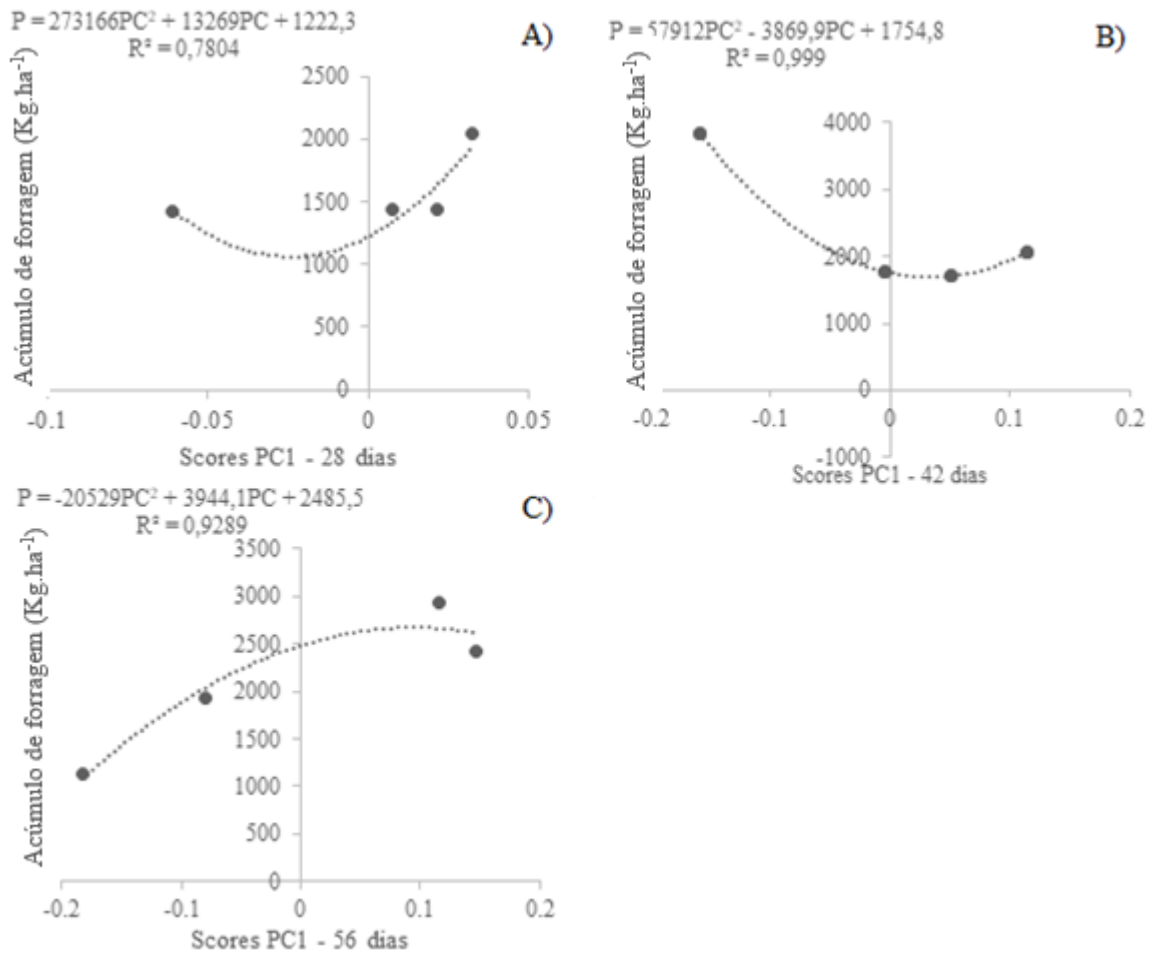 P = 273166PC² + 13269PC + 1222,3
R² = 0,7804
A)
Acúmulo de forragem (Kg.ha⁻¹)
2500
2000
1500
1000
500
0
-0.1 -0.05 0 0.05
Scores PC1 - 28 dias
P = 57912PC² - 3869,9PC + 1754,8
R² = 0,999
B)
Acúmulo de forragem (Kg.ha⁻¹)
4000
3000
2000
1000
0
-0.2 -0.1 0 0.1 0.2
-1000
Scores PC1 - 42 dias
P = -20529PC² + 3944,1PC + 2485,5
R² = 0,9289
C)
Acúmulo de forragem (Kg.ha⁻¹)
3500
3000
2500
2000
1500
1000
500
0
-0.2 -0.1 0 0.1 0.2
Scores PC1 - 56 dias